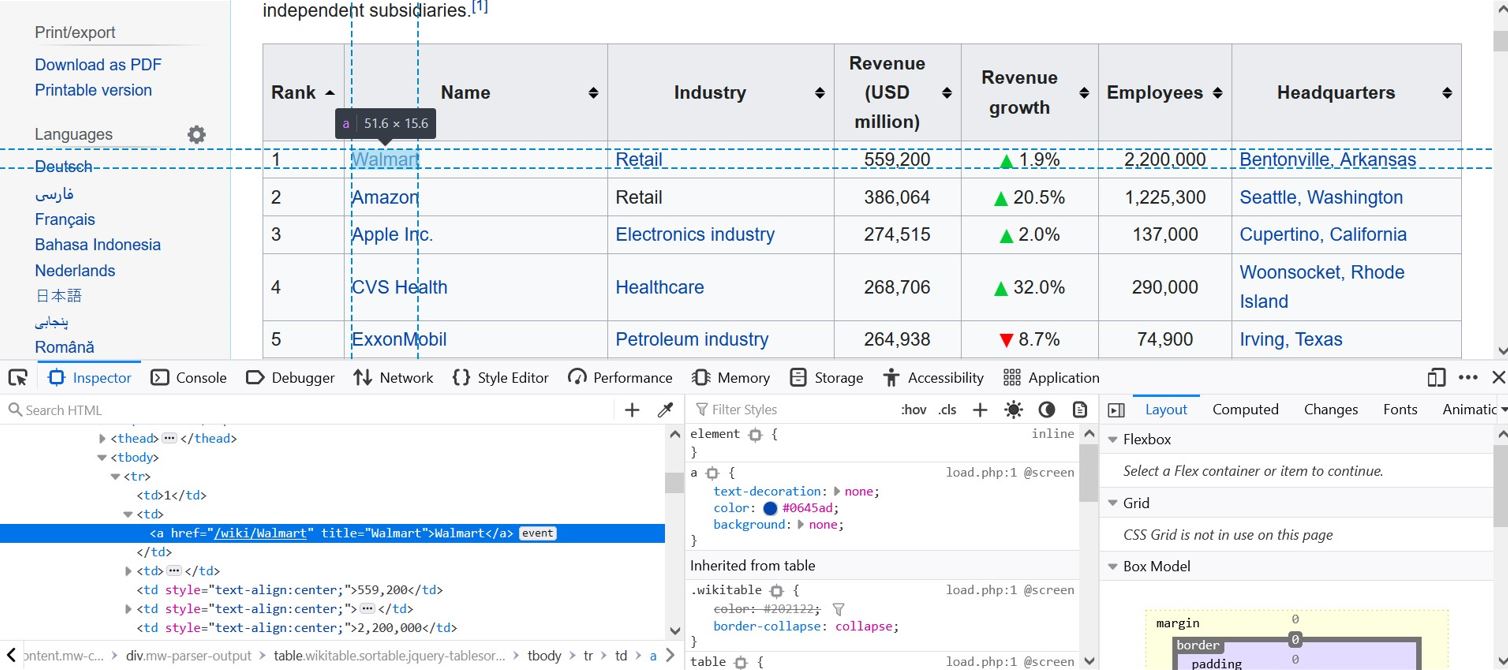 independent subsidiaries.[1]
Print/export
Download as PDF
Printable version
Languages
Deutsch
فارسی
Français
Bahasa Indonesia
Nederlands
日本語
پنجابی
Română
Rank Name Industry Revenue (USD million) Revenue growth Employees Headquarters
a 51.6 × 15.6
1 Walmart Retail 559,200 1.9% 2,200,000 Bentonville, Arkansas
2 Amazon Retail 386,064 20.5% 1,225,300 Seattle, Washington
3 Apple Inc. Electronics industry 274,515 2.0% 137,000 Cupertino, California
4 CVS Health Healthcare 268,706 32.0% 290,000 Woonsocket, Rhode Island
5 ExxonMobil Petroleum industry 264,938 8.7% 74,900 Irving, Texas
Inspector Console Debugger Network Style Editor Performance Memory Storage Accessibility Application
Search HTML
<thead> </thead>
<tbody>
<tr>
<td>1</td>
<td>
<a href="/wiki/Walmart" title="Walmart">Walmart</a> event
</td>
<td> </td>
<td style="text-align:center;">559,200</td>
<td style="text-align:center;"> </td>
<td style="text-align:center;">2,200,000</td>
ontent.mw-c... div.mw-parser-output table.wikitable.sortable.jquery-tablesor... tbody tr td a
Filter Styles :hov .cls
element { inline
}
a { load.php:1 @screen
text-decoration: none;
color: #0645ad;
background: none;
}
Inherited from table
.wikitable { load.php:1 @screen
color: #202122;
border-collapse: collapse;
}
table { load.php:1 @screen
Layout Computed Changes Fonts Animatic
Flexbox
Select a Flex container or item to continue.
Grid
CSS Grid is not in use on this page
Box Model
margin 0
border 0
padding 0